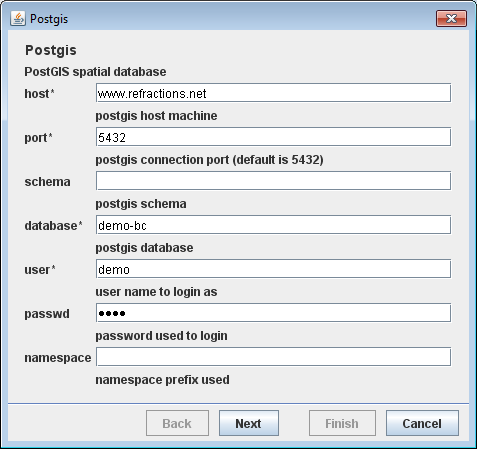 Postgis
Postgis
PostGIS spatial database
host* www.refractions.net
postgis host machine
port* 5432
postgis connection port (default is 5432)
schema
postgis schema
database* demo-bc
postgis database
user* demo
user name to login as
passwd ●●●●
password used to login
namespace
namespace prefix used
Back Next Finish Cancel